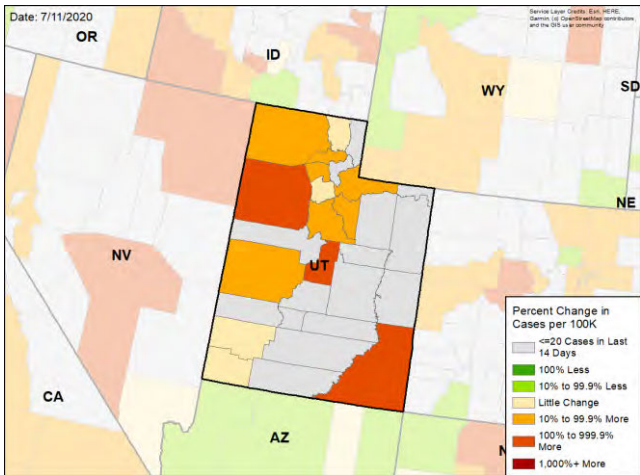 Date: 7/11/2020
Service Layer Credits: Esri, HERE,
Garmin, (c) OpenStreetMap contributors,
and the GIS user community
OR
ID
WY
SD
NE
NV
UT
CA
AZ
N
Percent Change in
Cases per 100K
<=20 Cases in Last
14 Days
100% Less
10% to 99.9% Less
Little Change
10% to 99.9% More
100% to 999.9%
More
1,000%+ More